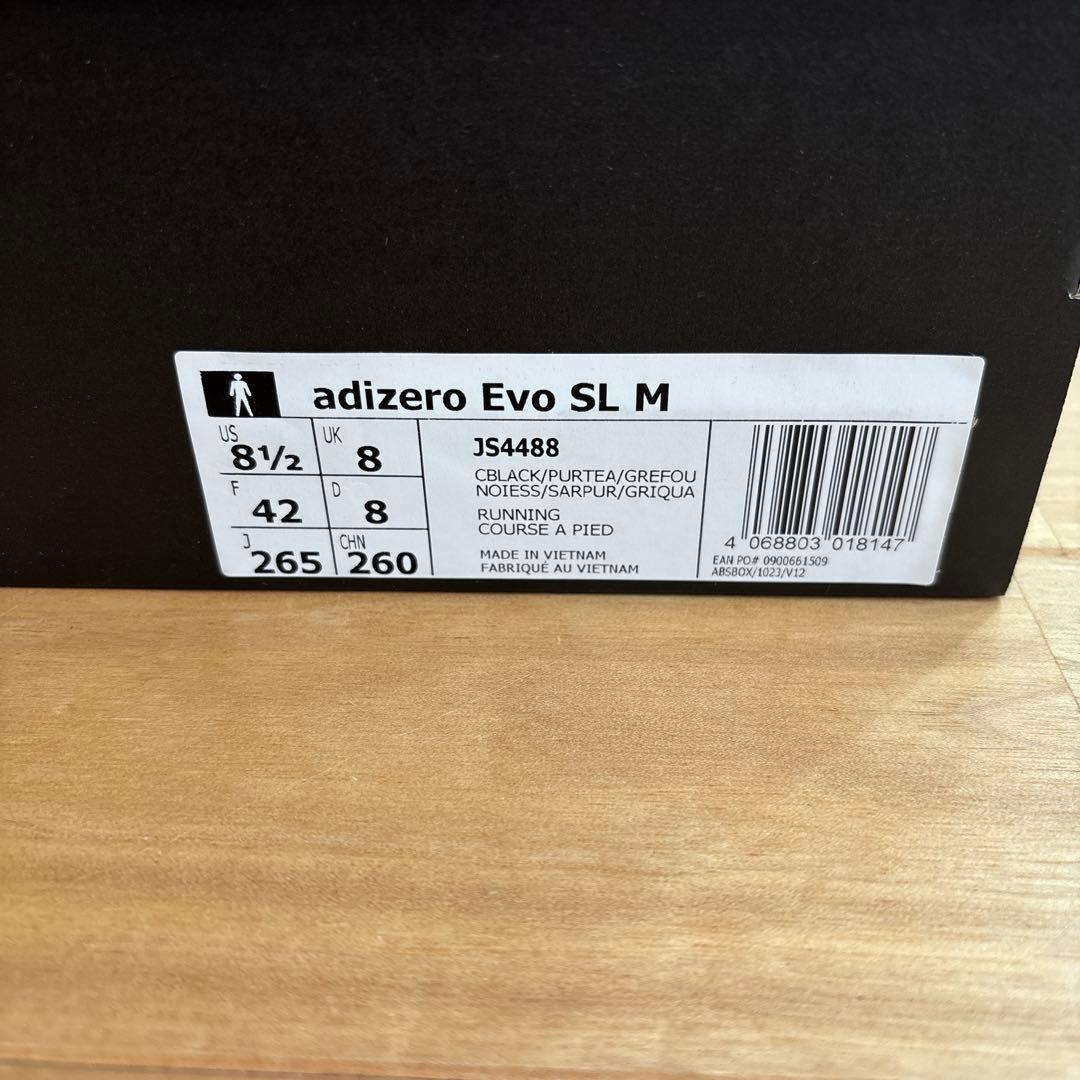 adizero Evo SL M
US 8½ UK 8
F 42 D 8
J 265 CHN 260
JS4488
CBLACK/PURTEA/GREFOU
NOIESS/SARPUR/GRIQUA
RUNNING
COURSE A PIED
MADE IN VIETNAM
FABRIQUÉ AU VIETNAM
4 068803 018147
EAN PO# 0900661509
ABSBOX/1023/V12